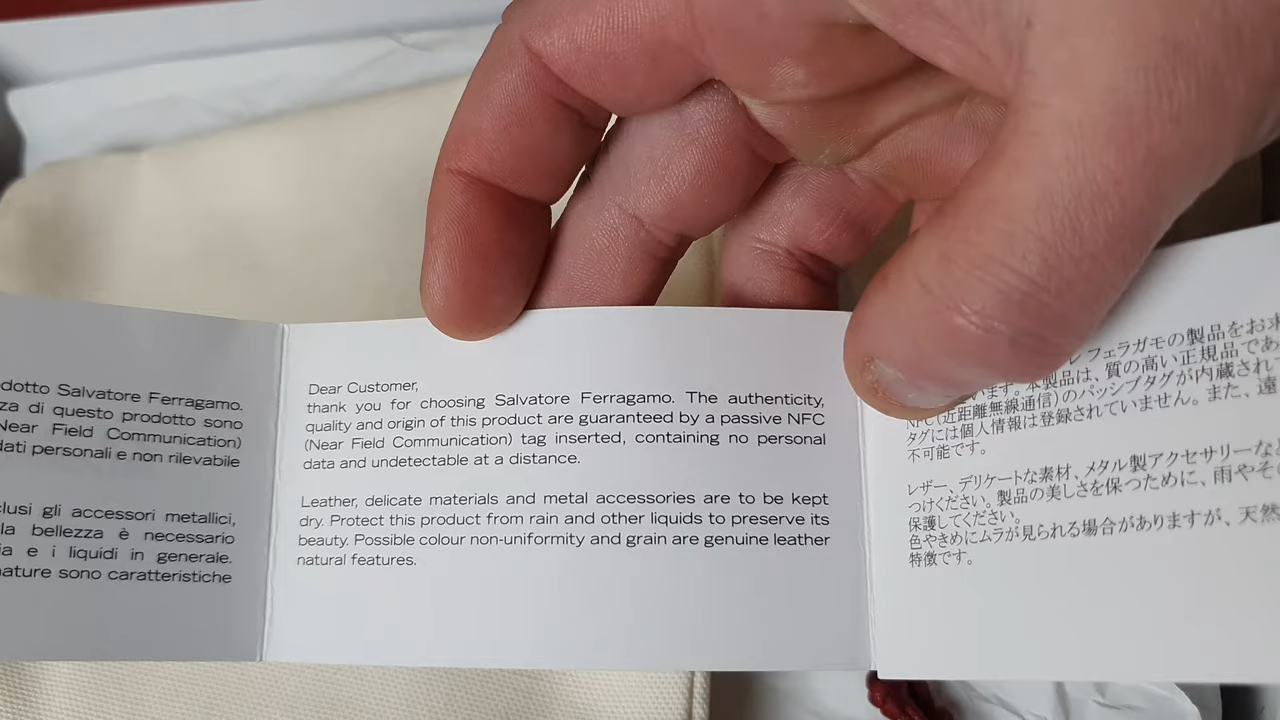 dotto Salvatore Ferragamo.
za di questo prodotto sono
Near Field Communication)
dati personali e non rilevabile
lusi gli accessori metallici,
la bellezza è necessario
ia e i liquidi in generale.
nature sono caratteristiche
Dear Customer,
thank you for choosing Salvatore Ferragamo. The authenticity,
quality and origin of this product are guaranteed by a passive NFC
(Near Field Communication) tag inserted, containing no personal
data and undetectable at a distance.
Leather, delicate materials and metal accessories are to be kept
dry. Protect this product from rain and other liquids to preserve its
beauty. Possible colour non-uniformity and grain are genuine leather
natural features.
フェラガモの製品をお求
ます。本製品は、質の高い正規品であ
NFC(近距離無線通信)のパッシブタグが内蔵され
タグには個人情報は登録されていません。また、遠
不可能です。
レザー、デリケートな素材、メタル製アクセサリーな
つけください。製品の美しさを保つために、雨やそ
保護してください。
色やきめにムラが見られる場合がありますが、天然
特徴です。